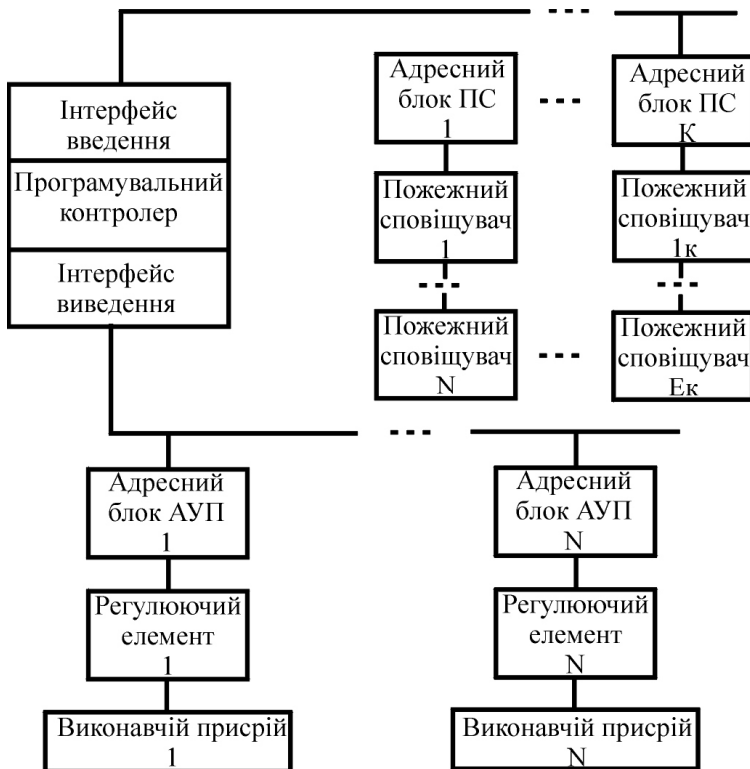 Інтерфейс
введення
Програмувальний
контролер
Інтерфейс
виведення
Адресний
блок ПС
1
Адресний
блок ПС
К
Пожежний
сповіщувач
1
Пожежний
сповіщувач
1к
Пожежний
сповіщувач
N
Пожежний
сповіщувач
Ек
Адресний
блок АУП
1
Адресний
блок АУП
N
Регулюючий
елемент
1
Регулюючий
елемент
N
Виконавчій присрій
1
Виконавчій присрій
N